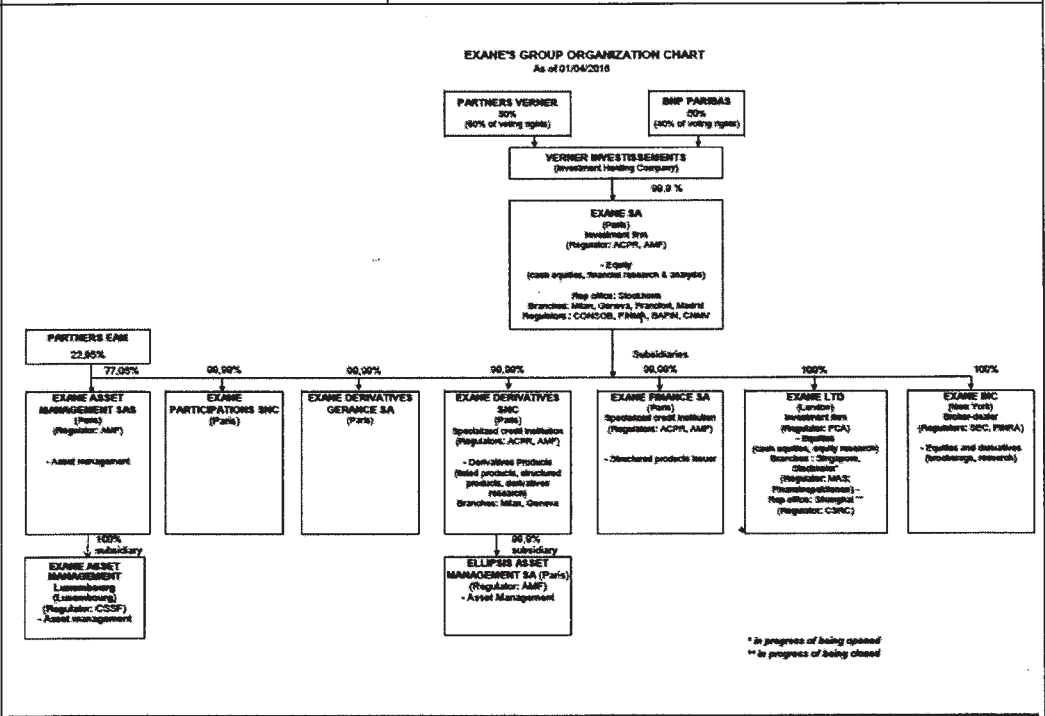 EXANE'S GROUP ORGANIZATION CHART
As of 01/04/2016
PARTNERS VERNER
50%
(60% of voting rights)
BNP PARIBAS
50%
(40% of voting rights)
VERNER INVESTISSEMENTS
(Investment Holding Company)
99,9 %
EXANE SA
(Paris)
Investment firm
(Regulator: ACPR, AMF)
- Equity
(cash equities, financial research & analysis)
Rep office: Stockholm
Branches: Milan, Geneva, Frankfurt, Madrid
Regulators : CONSOB, FINMA, BAFIN, CNMV
PARTNERS EAM
22,95%
Subsidiaries
77,05%
99,99%
99,99%
99,99%
99,99%
100%
100%
EXANE ASSET
MANAGEMENT SAS
(Paris)
(Regulator: AMF)
- Asset management
EXANE
PARTICIPATIONS SNC
(Paris)
EXANE DERIVATIVES
GERANCE SA
(Paris)
EXANE DERIVATIVES
SNC
(Paris)
Specialized credit institution
(Regulators: ACPR, AMF)
- Derivatives Products
(listed products, structured
products, derivatives
research)
Branches: Milan, Geneva
EXANE FINANCE SA
(Paris)
Specialized credit institution
(Regulators: ACPR, AMF)
- Structured products issuer
EXANE LTD
(London)
Investment firm
(Regulator: FCA)
- Equities
(cash equities, equity research)
Branches : Singapore,
(Regulator: MAS;
Rep office: Shanghai **
(Regulator: CSRC)
EXANE INC
(New York)
Broker-dealer
(Regulators: SEC, FINRA)
- Equities and derivatives
(brokerage, research)
100%
subsidiary
EXANE ASSET
MANAGEMENT
Luxembourg
(Luxembourg)
(Regulator: CSSF)
- Asset management
99,9%
subsidiary
ELLIPSIS ASSET
MANAGEMENT SA (Paris)
(Regulator: AMF)
- Asset Management
* in progress of being opened
** in progress of being closed